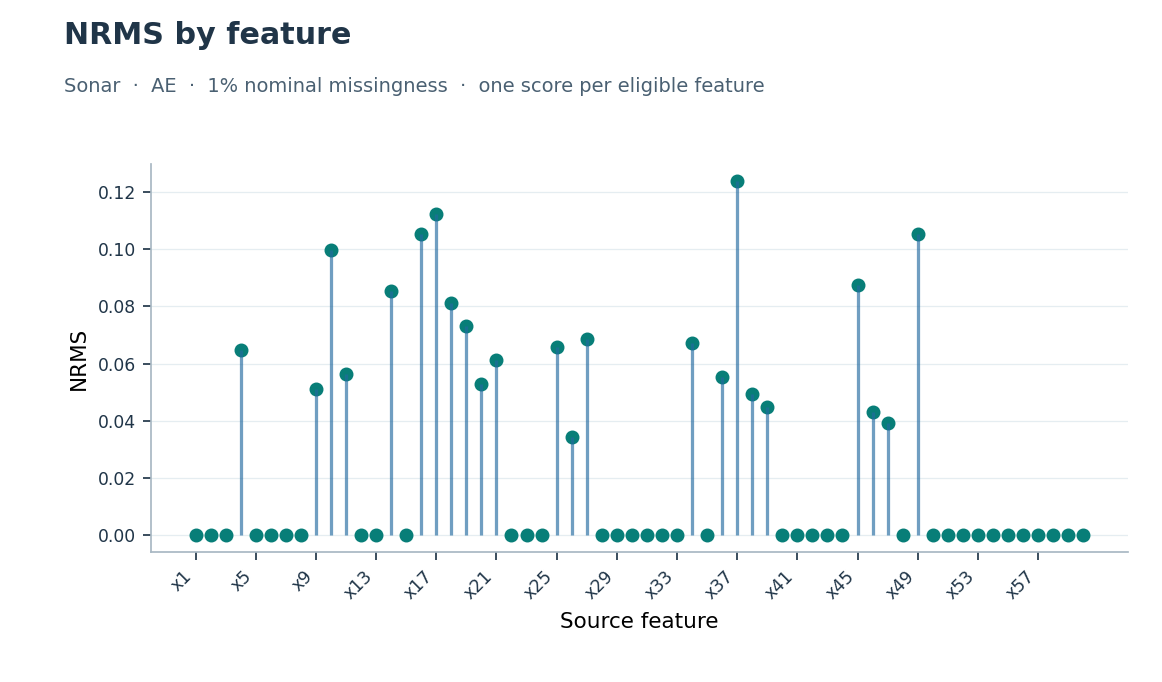 NRMS by feature
Sonar · AE · 1% nominal missingness · one score per eligible feature
0.12
0.10
0.08
0.06
0.04
0.02
0.00
NRMS
x1 x5 x9 x13 x17 x21 x25 x29 x33 x37 x41 x45 x49 x53 x57
Source feature